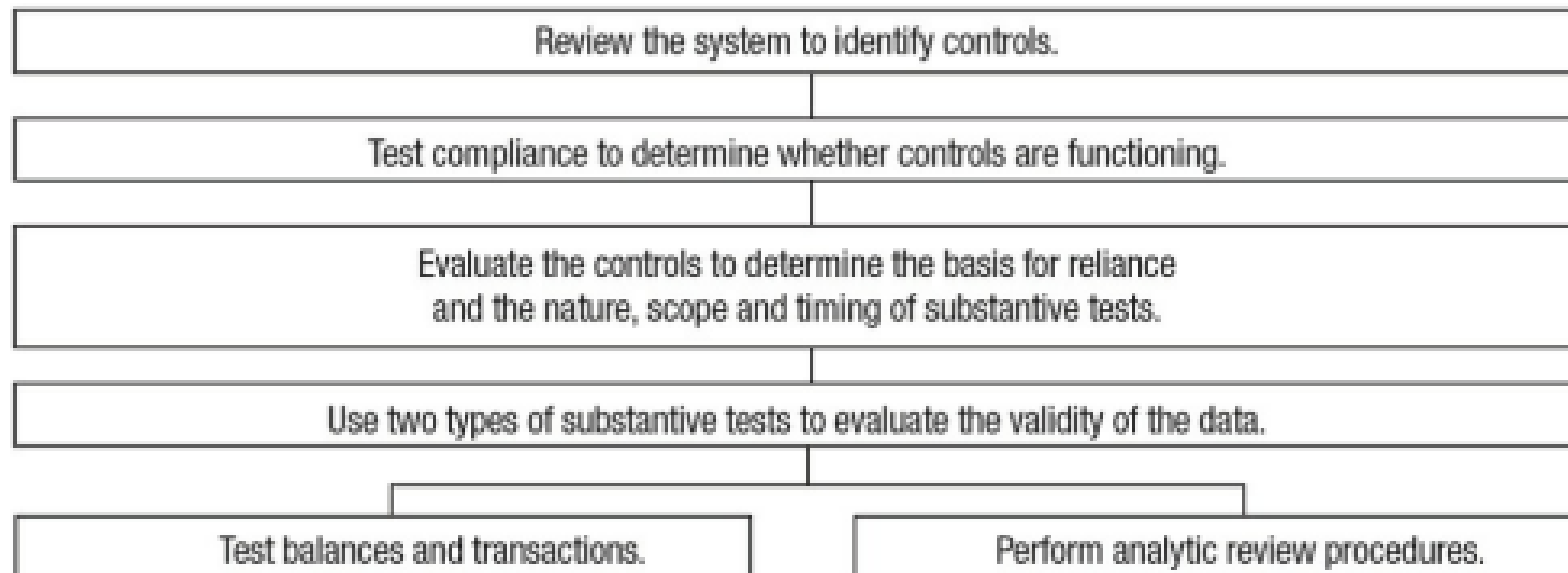 Review the system to identify controls.
Test compliance to determine whether controls are functioning.
Evaluate the controls to determine the basis for reliance
and the nature, scope and timing of substantive tests.
Use two types of substantive tests to evaluate the validity of the data.
Test balances and transactions.
Perform analytic review procedures.